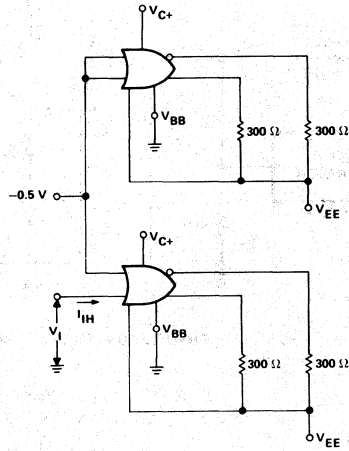 VC+
VBB
300 Ω
300 Ω
–0.5 V
VEE
VC+
IIH
VI
VBB
300 Ω
300 Ω
VEE